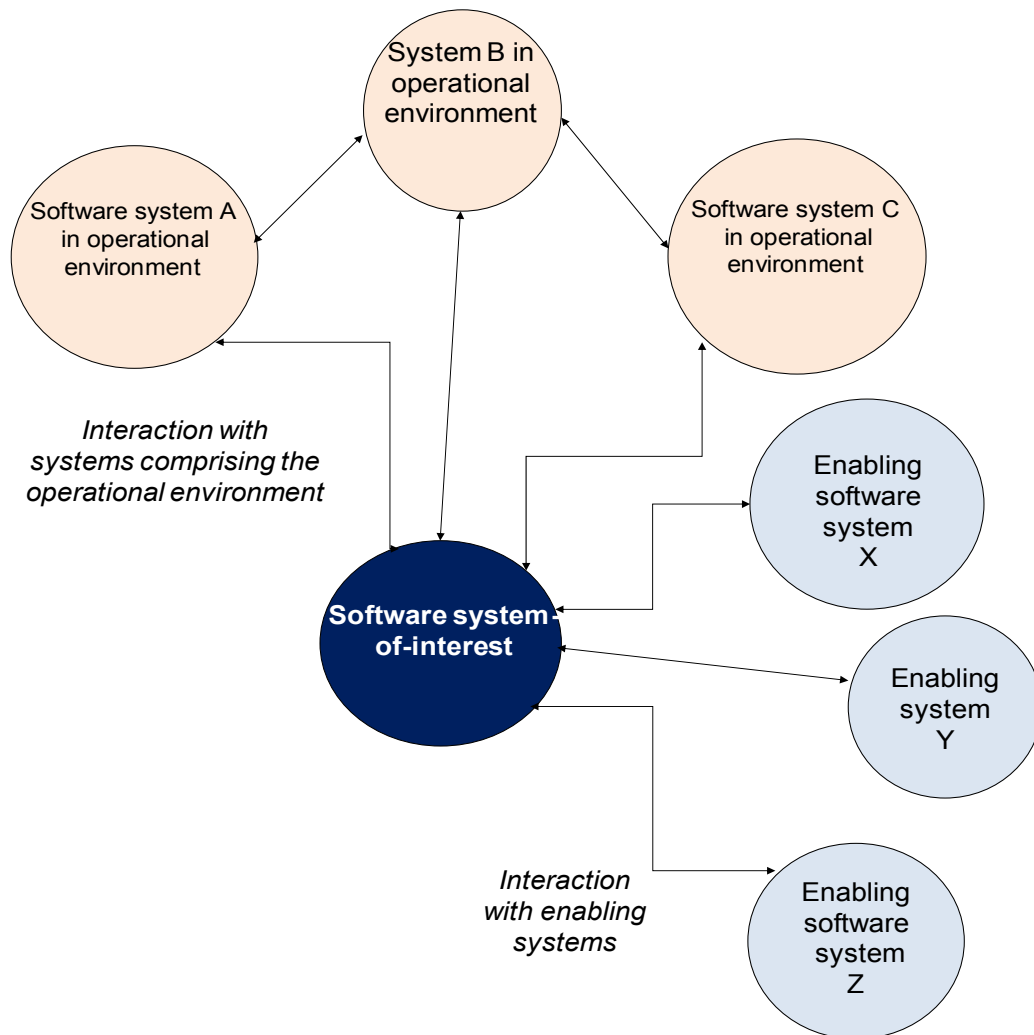 System B in
operational
environment
Software system A
in operational
environment
Software system C
in operational
environment
Interaction with
systems comprising the
operational environment
Enabling
software
system
X
Software system-
of-interest
Enabling
system
Y
Interaction
with enabling
systems
Enabling
software
system
Z